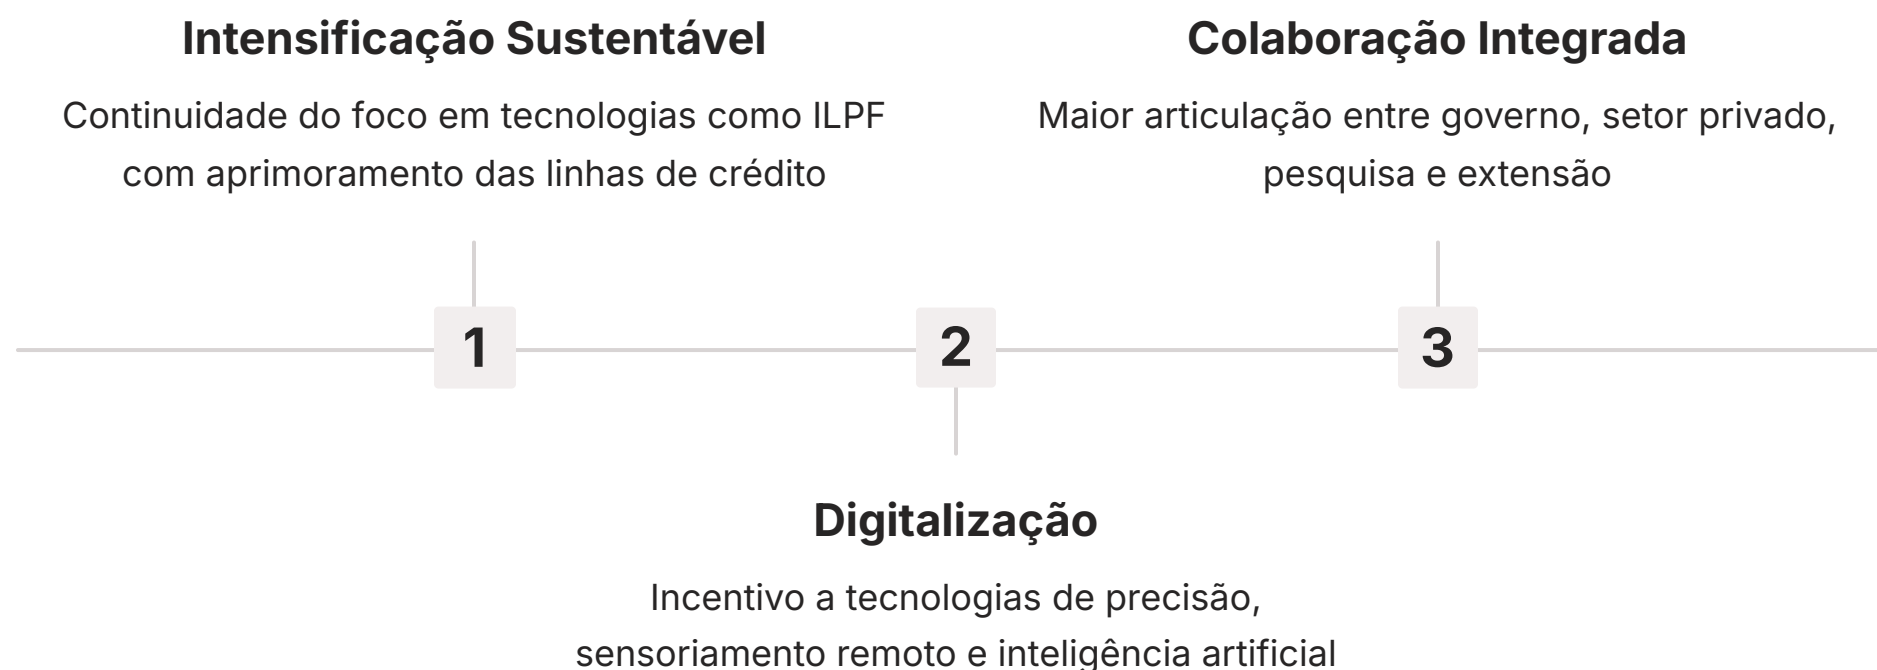 Intensificação Sustentável
Continuidade do foco em tecnologias como ILPF
com aprimoramento das linhas de crédito
Colaboração Integrada
Maior articulação entre governo, setor privado,
pesquisa e extensão
1
2
3
Digitalização
Incentivo a tecnologias de precisão,
sensoriamento remoto e inteligência artificial